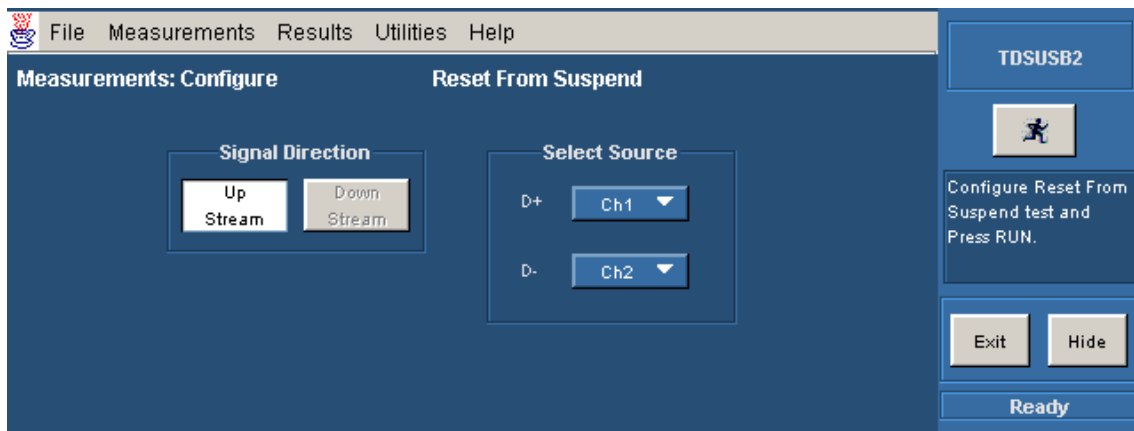 File Measurements Results Utilities Help
Measurements: Configure
Reset From Suspend
Signal Direction
Up
Stream
Down
Stream
Select Source
D+
Ch1
D-
Ch2
TDSUSB2
Configure Reset From
Suspend test and
Press RUN.
Exit
Hide
Ready